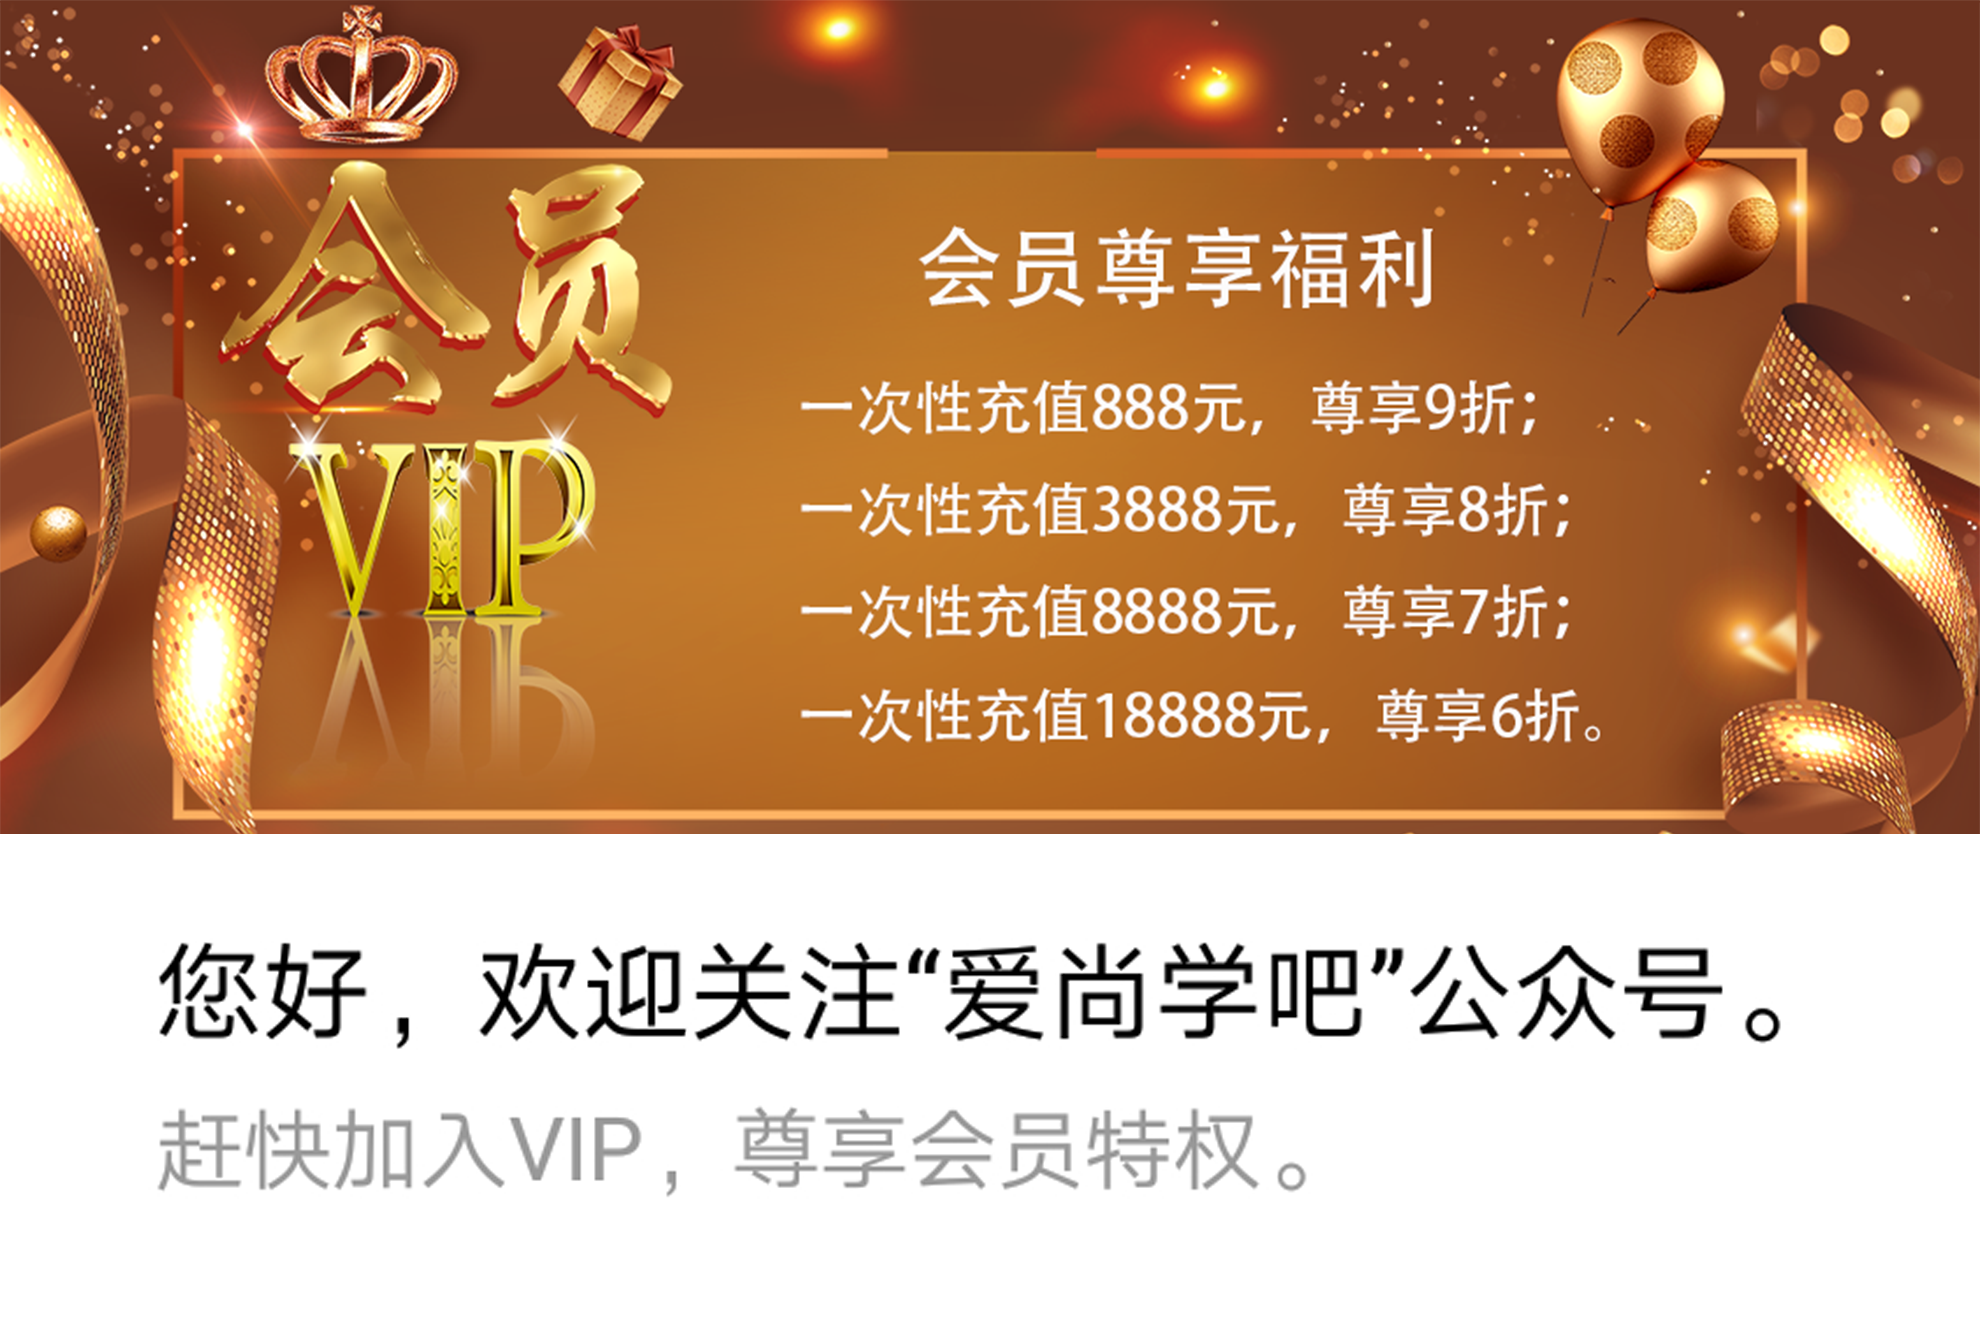 会员
VIP
会员尊享福利
一次性充值888元，尊享9折；
一次性充值3888元，尊享8折；
一次性充值8888元，尊享7折；
一次性充值18888元，尊享6折。
您好，欢迎关注“爱尚学吧”公众号。
赶快加入VIP，尊享会员特权。